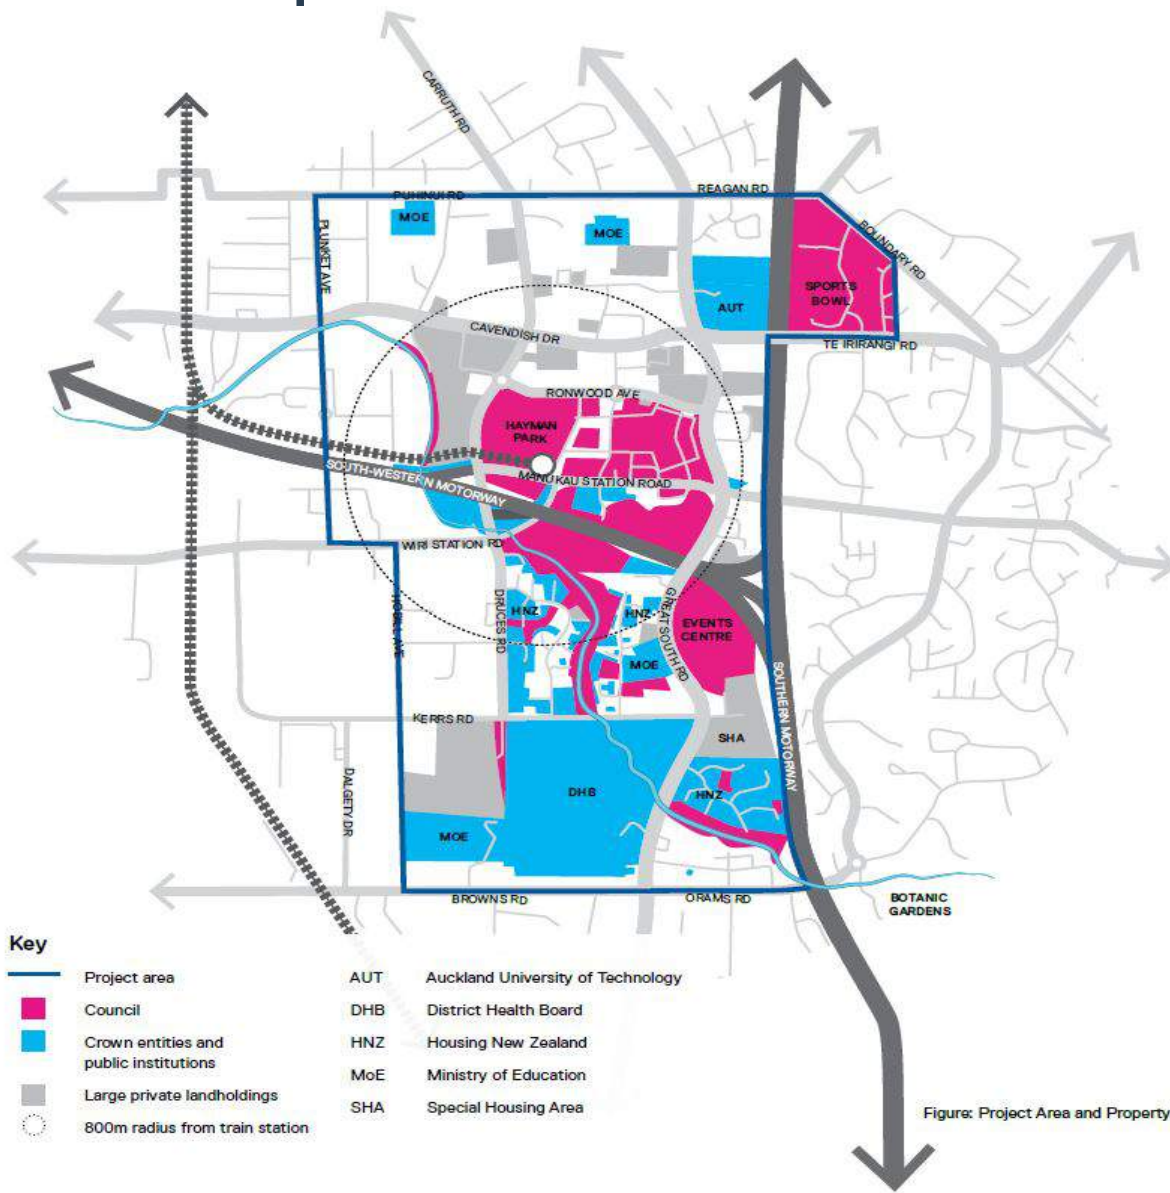 CARRUTH RD
PUHINUI RD
REAGAN RD
MOE
MOE
PLUNKET AVE
BOUNDARY RD
SPORTS
BOWL
AUT
CAVENDISH DR
TE IRIRANGI RD
RONWOOD AVE
HAYMAN
PARK
SOUTH-WESTERN MOTORWAY
MANUKAU STATION ROAD
WIRI STATION RD
HNZ
HNZ
DRUCES RD
GREAT SOUTH RD
EVENTS
CENTRE
MOE
SOUTHERN MOTORWAY
KERRS RD
SHA
DHB
HNZ
DALGETY DR
MOE
BROWNS RD
ORAMS RD
BOTANIC
GARDENS
Key
Project area
Council
Crown entities and
public institutions
Large private landholdings
800m radius from train station
AUT Auckland University of Technology
DHB District Health Board
HNZ Housing New Zealand
MoE Ministry of Education
SHA Special Housing Area
Figure: Project Area and Property